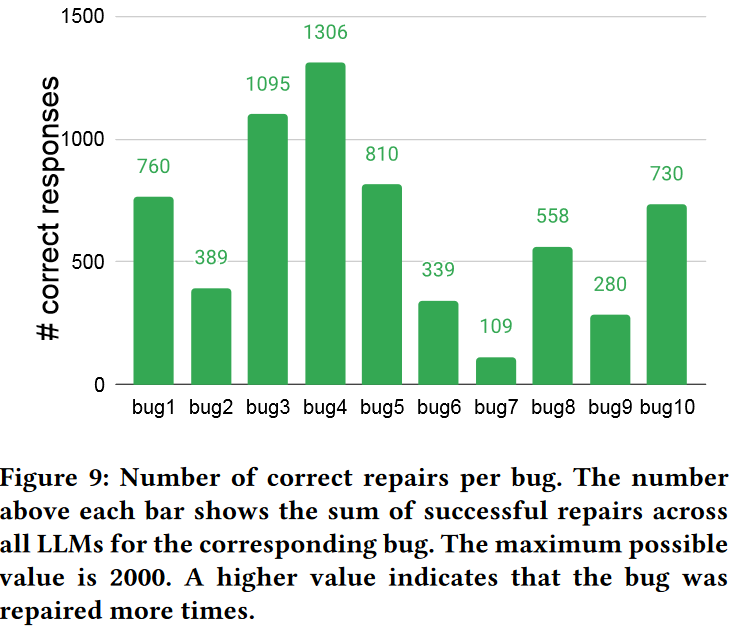 1500
1306
1095
1000
760
810
730
558
500
389
339
280
109
0
# correct responses
bug1 bug2 bug3 bug4 bug5 bug6 bug7 bug8 bug9 bug10
Figure 9: Number of correct repairs per bug. The number
above each bar shows the sum of successful repairs across
all LLMs for the corresponding bug. The maximum possible
value is 2000. A higher value indicates that the bug was
repaired more times.